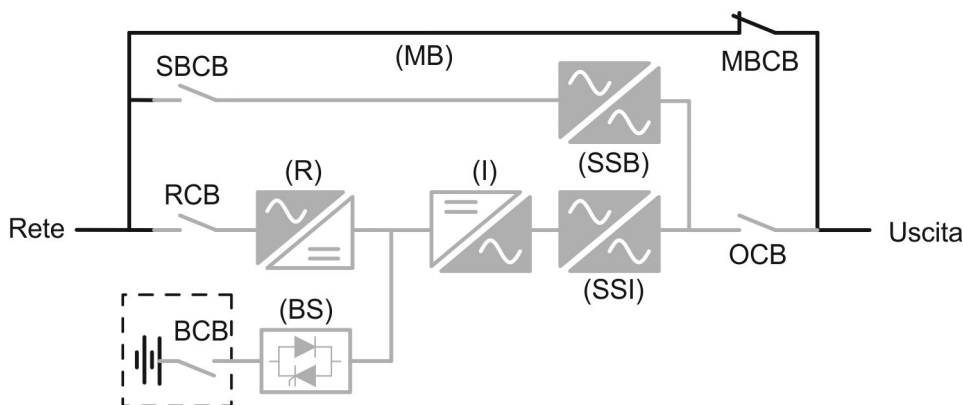 (MB)
MBCB
SBCB
(SSB)
(R)
(I)
RCB
Rete
Uscita
OCB
(SSI)
(BS)
BCB